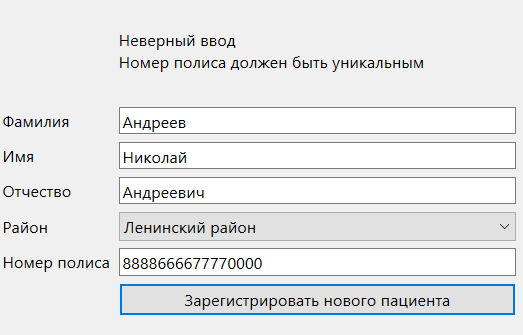 Неверный ввод
Номер полиса должен быть уникальным
Фамилия Андреев
Имя Николай
Отчество Андреевич
Район Ленинский район
Номер полиса 8888666677770000
Зарегистрировать нового пациента